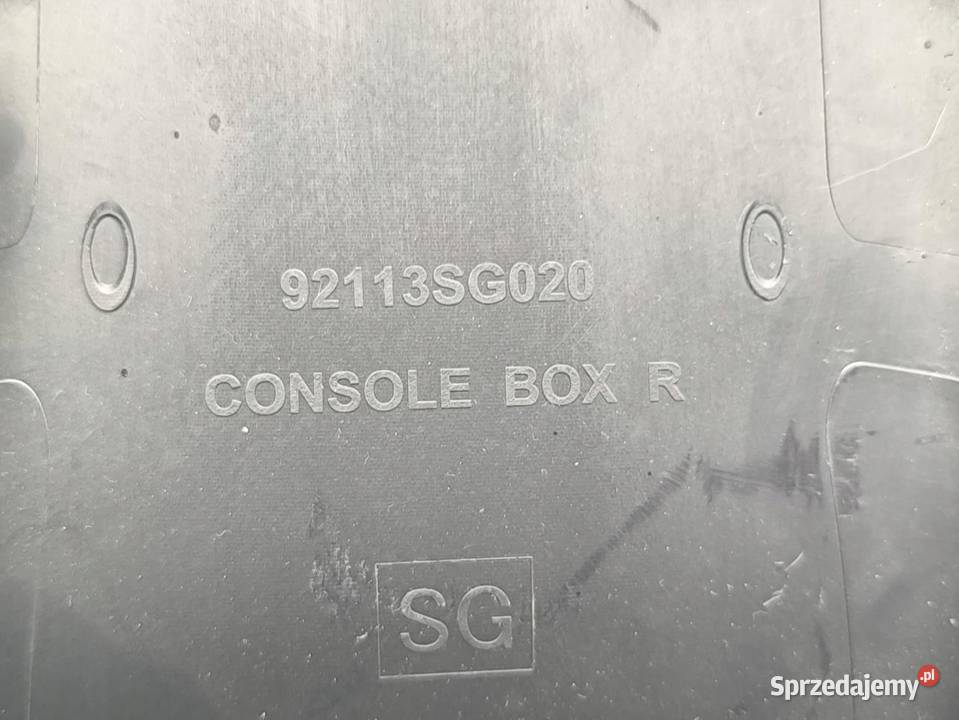 92113SG020
CONSOLE BOX R
SG
Sprzedajemy.pl